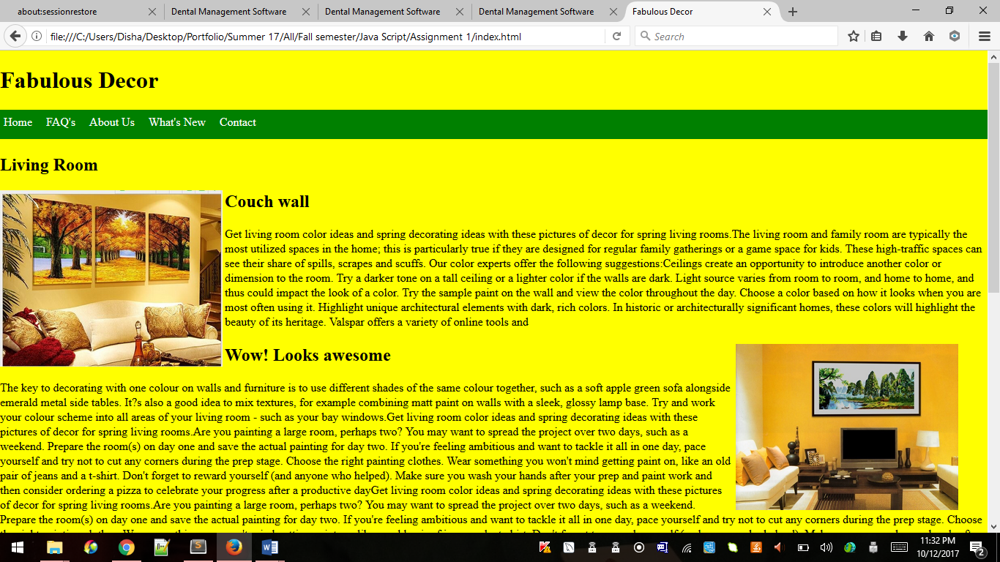 about:sessionrestore
Dental Management Software
Dental Management Software
Dental Management Software
Fabulous Decor
file:///C:/Users/Disha/Desktop/Portfolio/Summer 17/All/Fall semester/Java Script/Assignment 1/index.html
Search
Fabulous Decor
Home FAQ's About Us What's New Contact
Living Room
Couch wall
Get living room color ideas and spring decorating ideas with these pictures of decor for spring living rooms.The living room and family room are typically the
most utilized spaces in the home; this is particularly true if they are designed for regular family gatherings or a game space for kids. These high-traffic spaces can
see their share of spills, scrapes and scuffs. Our color experts offer the following suggestions:Ceilings create an opportunity to introduce another color or
dimension to the room. Try a darker tone on a tall ceiling or a lighter color if the walls are dark. Light source varies from room to room, and home to home, and
thus could impact the look of a color. Try the sample paint on the wall and view the color throughout the day. Choose a color based on how it looks when you are
most often using it. Highlight unique architectural elements with dark, rich colors. In historic or architecturally significant homes, these colors will highlight the
beauty of its heritage. Valspar offers a variety of online tools and
Wow! Looks awesome
The key to decorating with one colour on walls and furniture is to use different shades of the same colour together, such as a soft apple green sofa alongside
emerald metal side tables. It?s also a good idea to mix textures, for example combining matt paint on walls with a sleek, glossy lamp base. Try and work
your colour scheme into all areas of your living room - such as your bay windows.Get living room color ideas and spring decorating ideas with these
pictures of decor for spring living rooms.Are you painting a large room, perhaps two? You may want to spread the project over two days, such as a
weekend. Prepare the room(s) on day one and save the actual painting for day two. If you're feeling ambitious and want to tackle it all in one day, pace
yourself and try not to cut any corners during the prep stage. Choose the right painting clothes. Wear something you won't mind getting paint on, like an old
pair of jeans and a t-shirt. Don't forget to reward yourself (and anyone who helped). Make sure you wash your hands after your prep and paint work and
then consider ordering a pizza to celebrate your progress after a productive dayGet living room color ideas and spring decorating ideas with these pictures
of decor for spring living rooms.Are you painting a large room, perhaps two? You may want to spread the project over two days, such as a weekend.
Prepare the room(s) on day one and save the actual painting for day two. If you're feeling ambitious and want to tackle it all in one day, pace yourself and try not to cut any corners during the prep stage. Choose
11:32 PM
10/12/2017
2